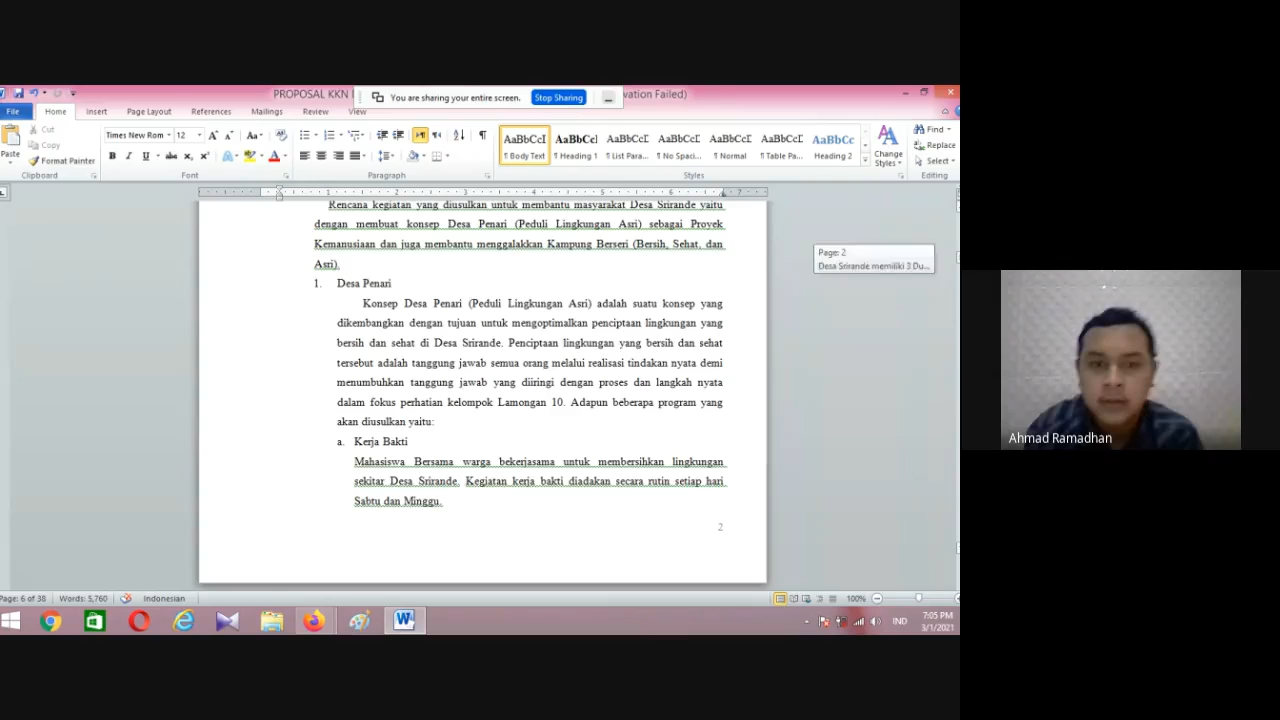 PROPOSAL KKN
You are sharing your entire screen.
Stop Sharing
vation Failed)
File
Home
Insert
Page Layout
References
Mailings
Review
View
Paste
Cut
Copy
Format Painter
Clipboard
Times New Rom
12
Font
Paragraph
AaBbCcI
¶ Body Text
AaBbCcl
¶ Heading 1
AaBbCcI
¶ List Para...
AaBbCcI
¶ No Spaci...
AaBbCcI
¶ Normal
AaBbCcI
¶ Table Pa...
AaBbCc
Heading 2
Change
Styles
Styles
Find
Replace
Select
Editing
1 2 3 4 5 6 7
Rencana kegiatan yang diusulkan untuk membantu masyarakat Desa Srirande yaitu
dengan membuat konsep Desa Penari (Peduli Lingkungan Asri) sebagai Proyek
Kemanusiaan dan juga membantu menggalakkan Kampung Berseri (Bersih, Sehat, dan
Asri).
1. Desa Penari
Konsep Desa Penari (Peduli Lingkungan Asri) adalah suatu konsep yang
dikembangkan dengan tujuan untuk mengoptimalkan penciptaan lingkungan yang
bersih dan sehat di Desa Srirande. Penciptaan lingkungan yang bersih dan sehat
tersebut adalah tanggung jawab semua orang melalui realisasi tindakan nyata demi
menumbuhkan tanggung jawab yang diiringi dengan proses dan langkah nyata
dalam fokus perhatian kelompok Lamongan 10. Adapun beberapa program yang
akan diusulkan yaitu:
a. Kerja Bakti
Mahasiswa Bersama warga bekerjasama untuk membersihkan lingkungan
sekitar Desa Srirande. Kegiatan kerja bakti diadakan secara rutin setiap hari
Sabtu dan Minggu.
2
Page: 2
Desa Srirande memiliki 3 Du...
Ahmad Ramadhan
Page: 6 of 38
Words: 5,760
Indonesian
100%
IND
7:05 PM
3/1/2021